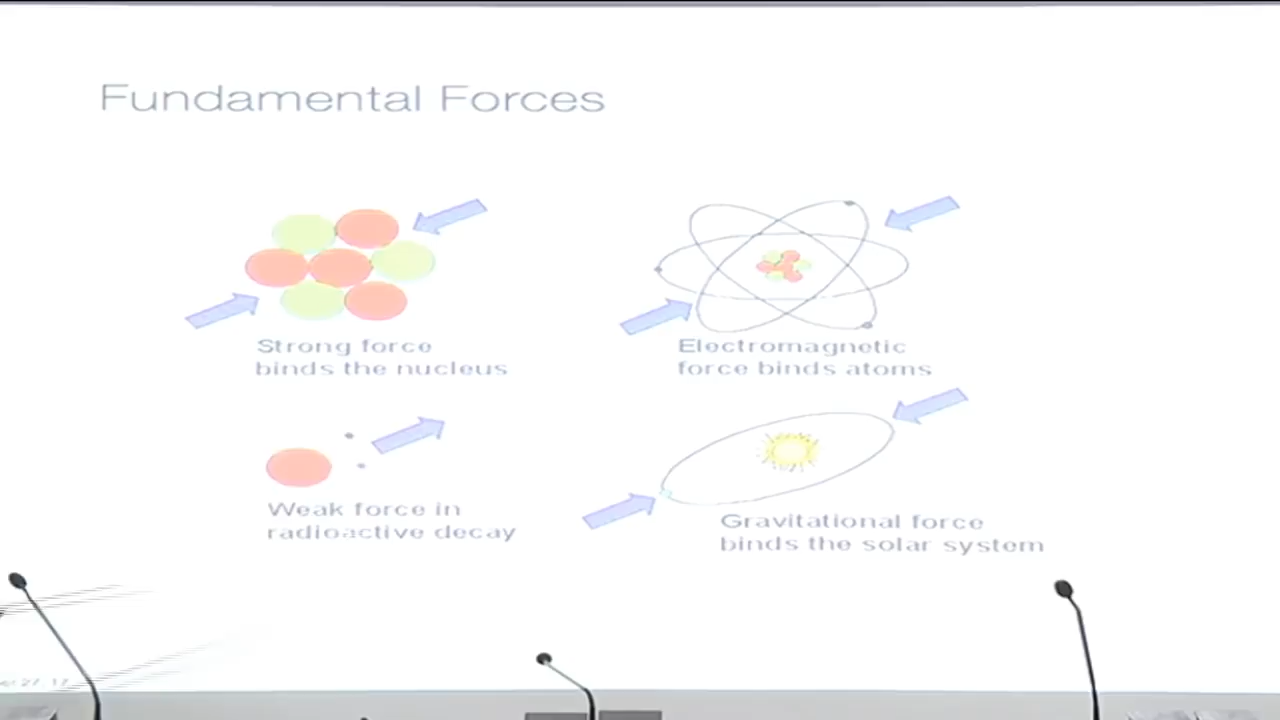 Fundamental Forces
Strong force
binds the nucleus
Electromagnetic
force binds atoms
Weak force in
radioactive decay
Gravitational force
binds the solar system